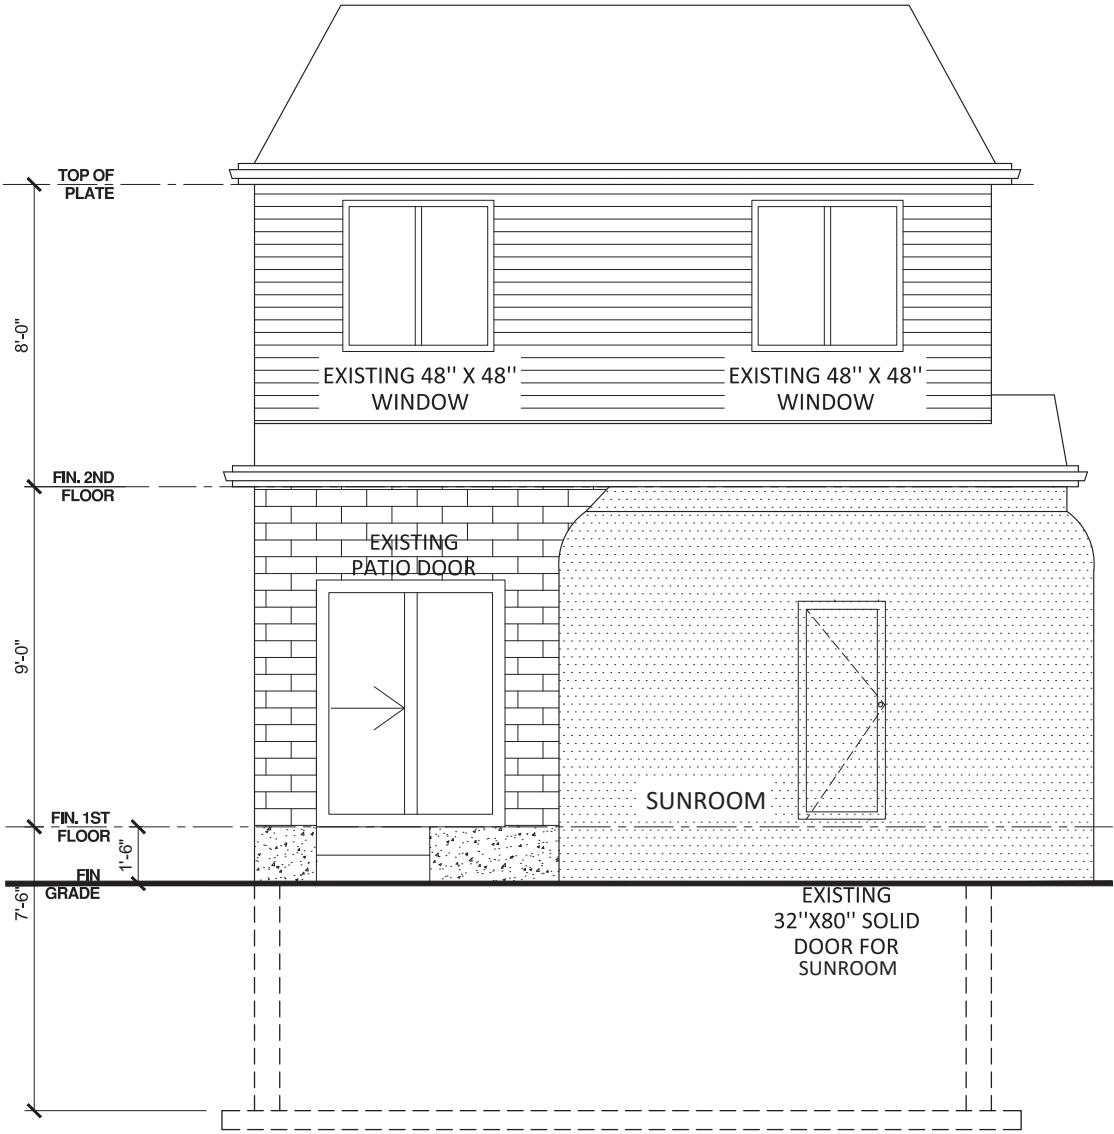 TOP OF
PLATE
8'-0"
EXISTING 48" X 48"
WINDOW
EXISTING 48" X 48"
WINDOW
FIN. 2ND
FLOOR
EXISTING
PATIO DOOR
9'-0"
SUNROOM
FIN. 1ST
FLOOR
1'-6"
FIN
GRADE
7'-6"
EXISTING
32"X80" SOLID
DOOR FOR
SUNROOM